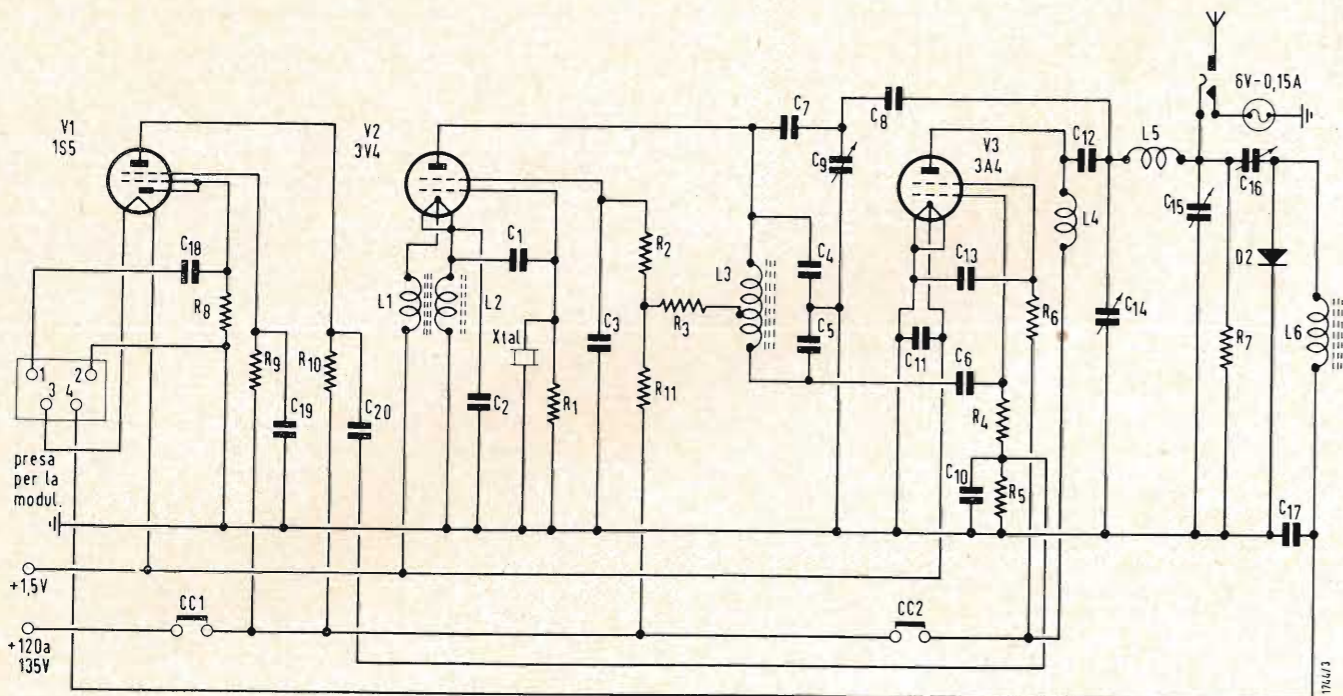 V1
1S5
V2
3V4
V3
3A4
6V-0,15A
C7
C8
C9
C12
L5
C16
C15
D2
L4
C18
R8
C1
L1
L2
R2
R3
L3
C4
C5
C13
R6
C14
R7
L6
Xtal
C3
C11
C6
R9
R10
C19
C20
C2
R1
R11
R4
C10
R5
C17
1
2
3
4
presa
per la
modul.
+1,5V
CC1
CC2
+120a
135V
1744/3